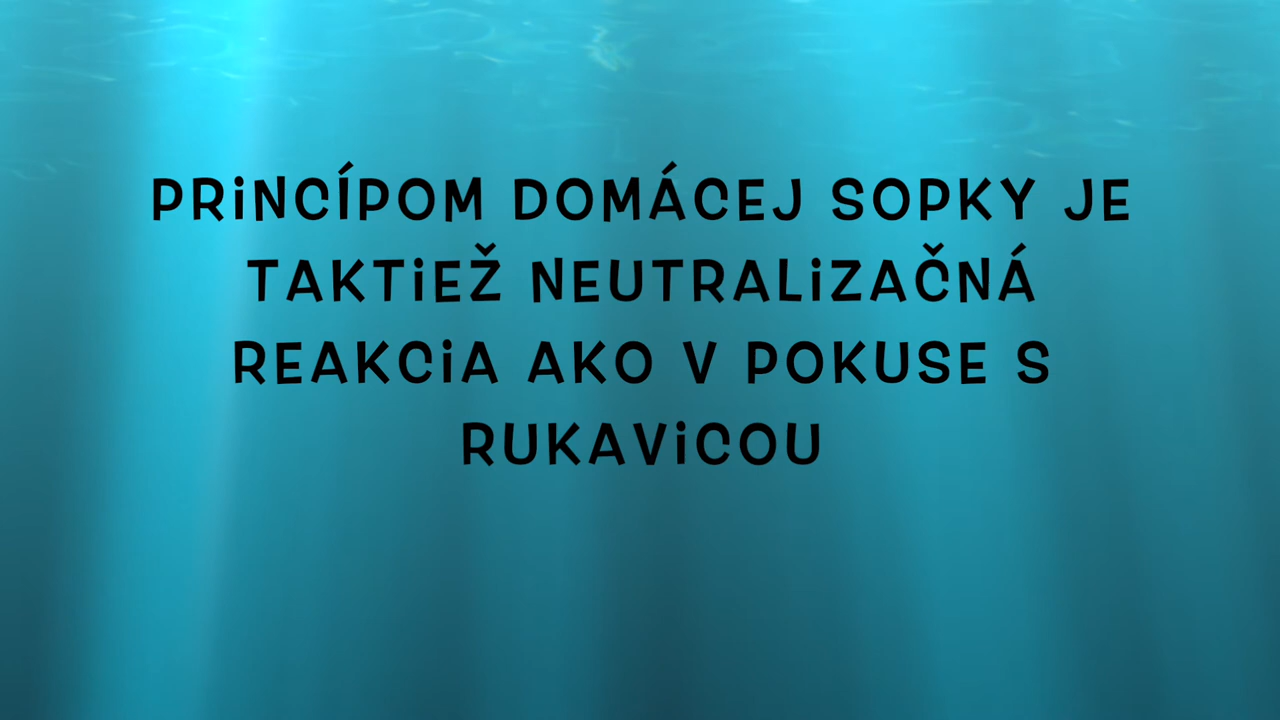 PRINCÍPOM DOMÁCEJ SOPKY JE
TAKTIEŽ NEUTRALIZAČNÁ
REAKCIA AKO V POKUSE S
RUKAVICOU